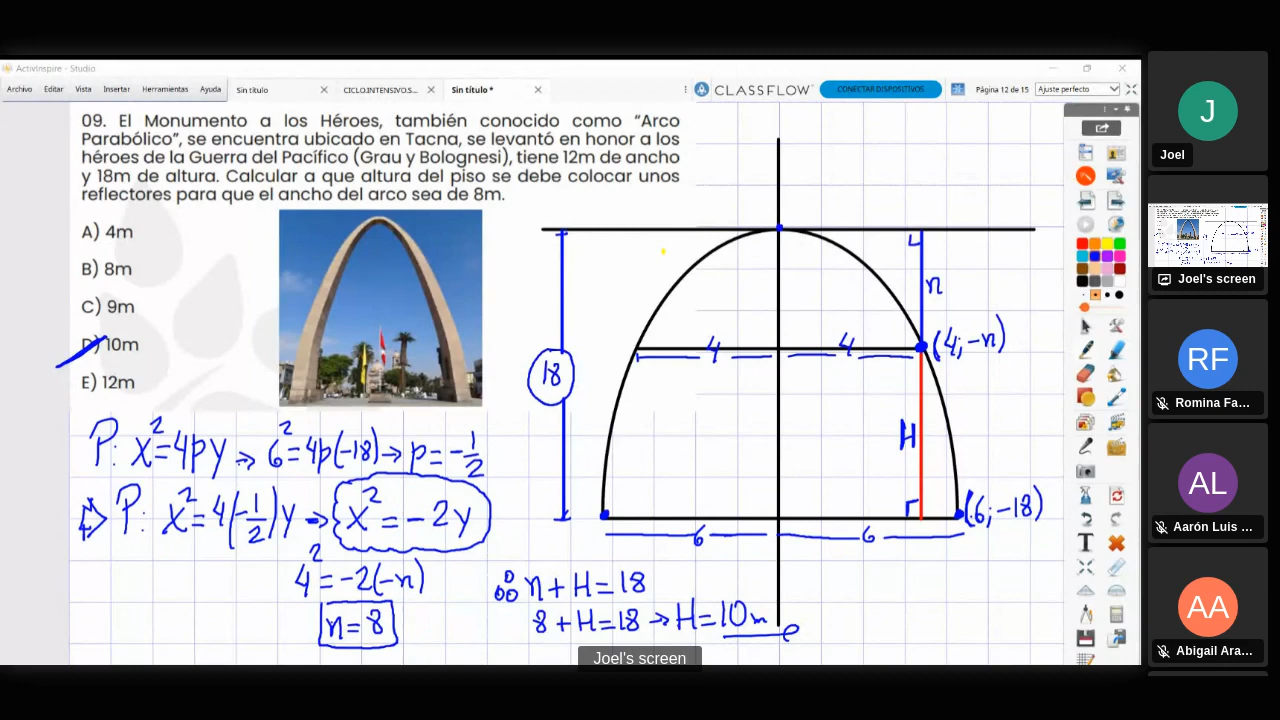 ActivInspire - Studio
Archivo Editar Vista Insertar Herramientas Ayuda
Sin título
CICLO.INTENSIVO.S...
Sin título *
CLASSFLOW
CONECTAR DISPOSITIVOS
Página 12 de 15
Ajuste perfecto
09. El Monumento a los Héroes, también conocido como “Arco
Parabólico”, se encuentra ubicado en Tacna, se levantó en honor a los
héroes de la Guerra del Pacífico (Grau y Bolognesi), tiene 12m de ancho
y 18m de altura. Calcular a que altura del piso se debe colocar unos
reflectores para que el ancho del arco sea de 8m.
A) 4m
B) 8m
C) 9m
D) 10m
E) 12m
P: x²=4py → 6²=4p(-18) → p=-1/2
⇒ P: x²=4(-1/2)y → x²=-2y
4²=-2(-n)
n=8
∴ n+H=18
8+H=18 → H=10m
18
n
4
4
(4;-n)
H
(6;-18)
6
6
T
Joel's screen
J
Joel
Joel's screen
RF
Romina Fa...
AL
Aarón Luis ...
AA
Abigail Ara...